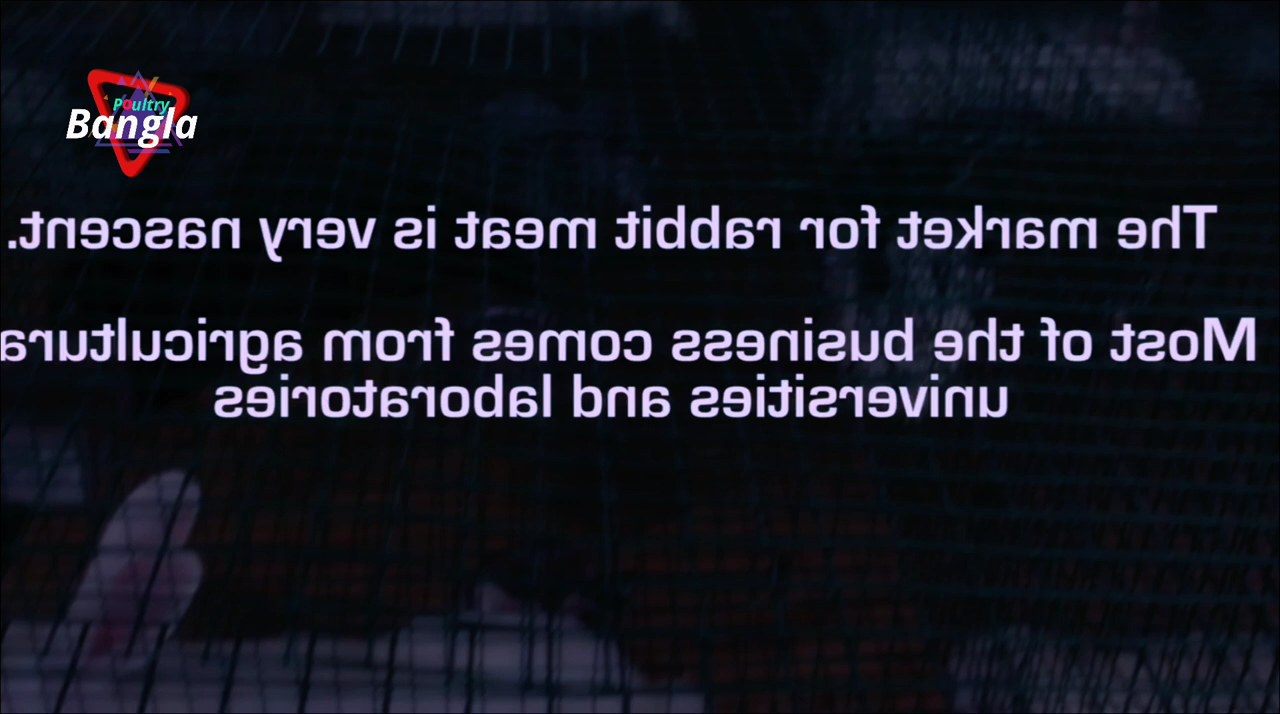 Poultry
Bangla
The market for rabbit meat is very nascent.
Most of the business comes from agricultura
universities and laboratories